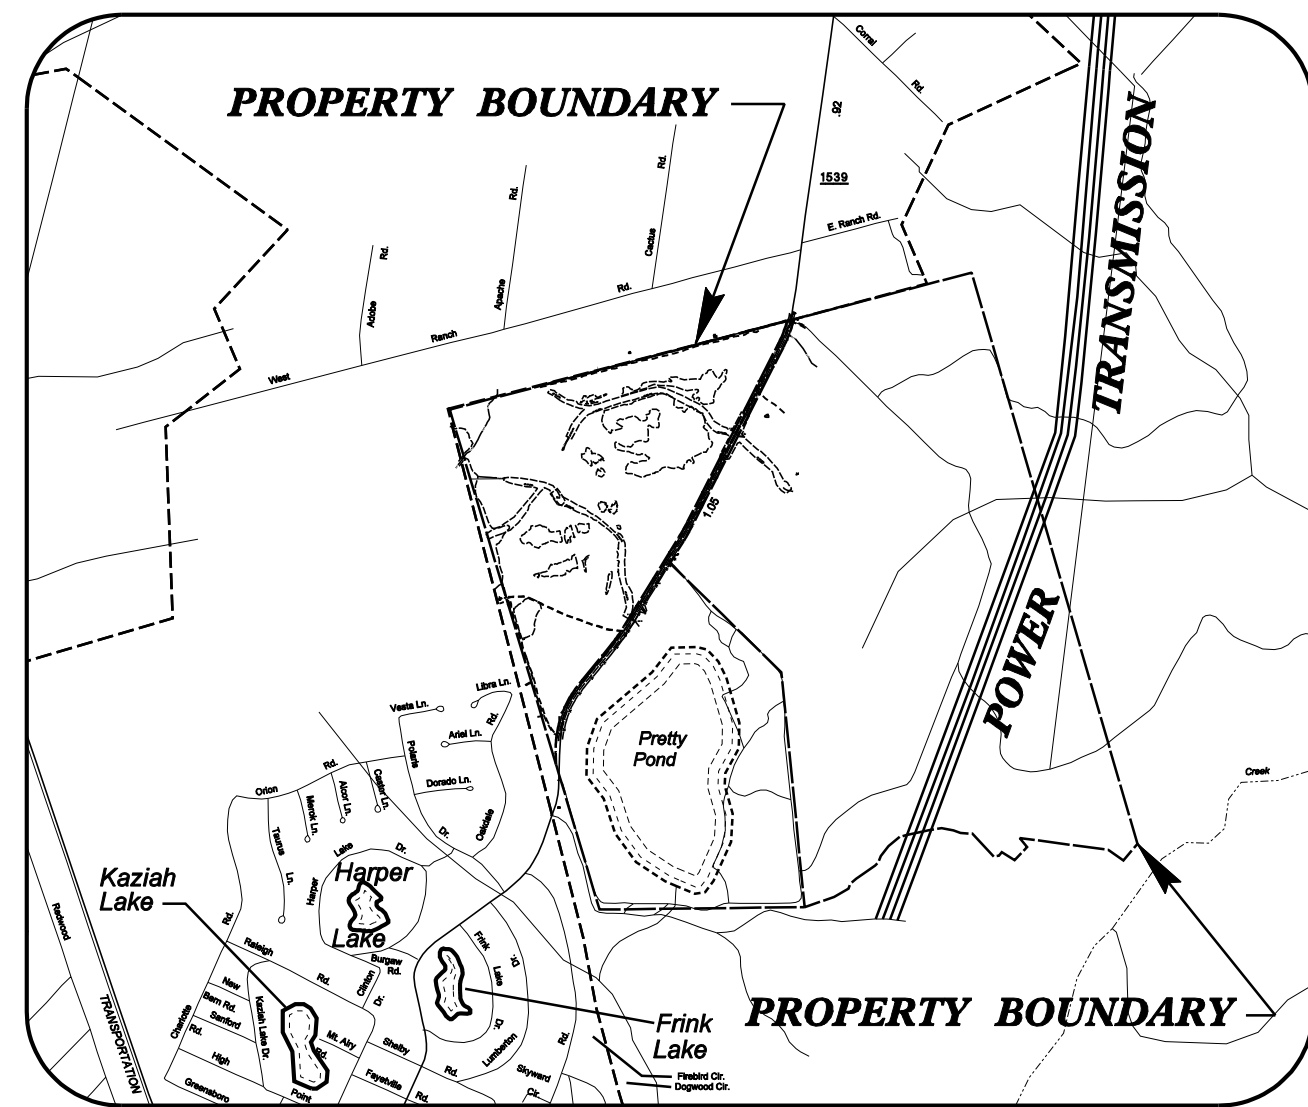 Corral
Rd.
PROPERTY BOUNDARY
.92
TRANSMISSION
Rd.
Rd.
1539
E. Ranch Rd.
Rd.
Cactus
Apache
Rd.
Adobe
Ranch
West
1.05
POWER
Libra Ln.
Vesta Ln.
Rd.
Ariel Ln.
Polaris
Pretty
Pond
Rd.
Castor Ln.
Dorado Ln.
Creek
Orion
Alcor Ln.
Merok Ln.
Oakdale
Dr.
Taurus
Ln.
Lake
Dr.
Harper
Harper
Lake
Kaziah
Lake
Rd.
Redwood
Raleigh
Rd.
Burgaw
Rd.
Clinton
Dr.
Frink
Lake
Dr.
Dr.
New
Bern Rd.
Sanford
Rd.
Charlotte
Kaziah Lake Dr.
TRANSPORTATION
High
Point
Rd.
Mt. Airy
Greensboro
Shelby
Rd.
Fayetville
Rd.
Lumberton
Skyward
Cir.
Rd.
PROPERTY BOUNDARY
Frink
Lake
Firebird Cir.
Dogwood Cir.